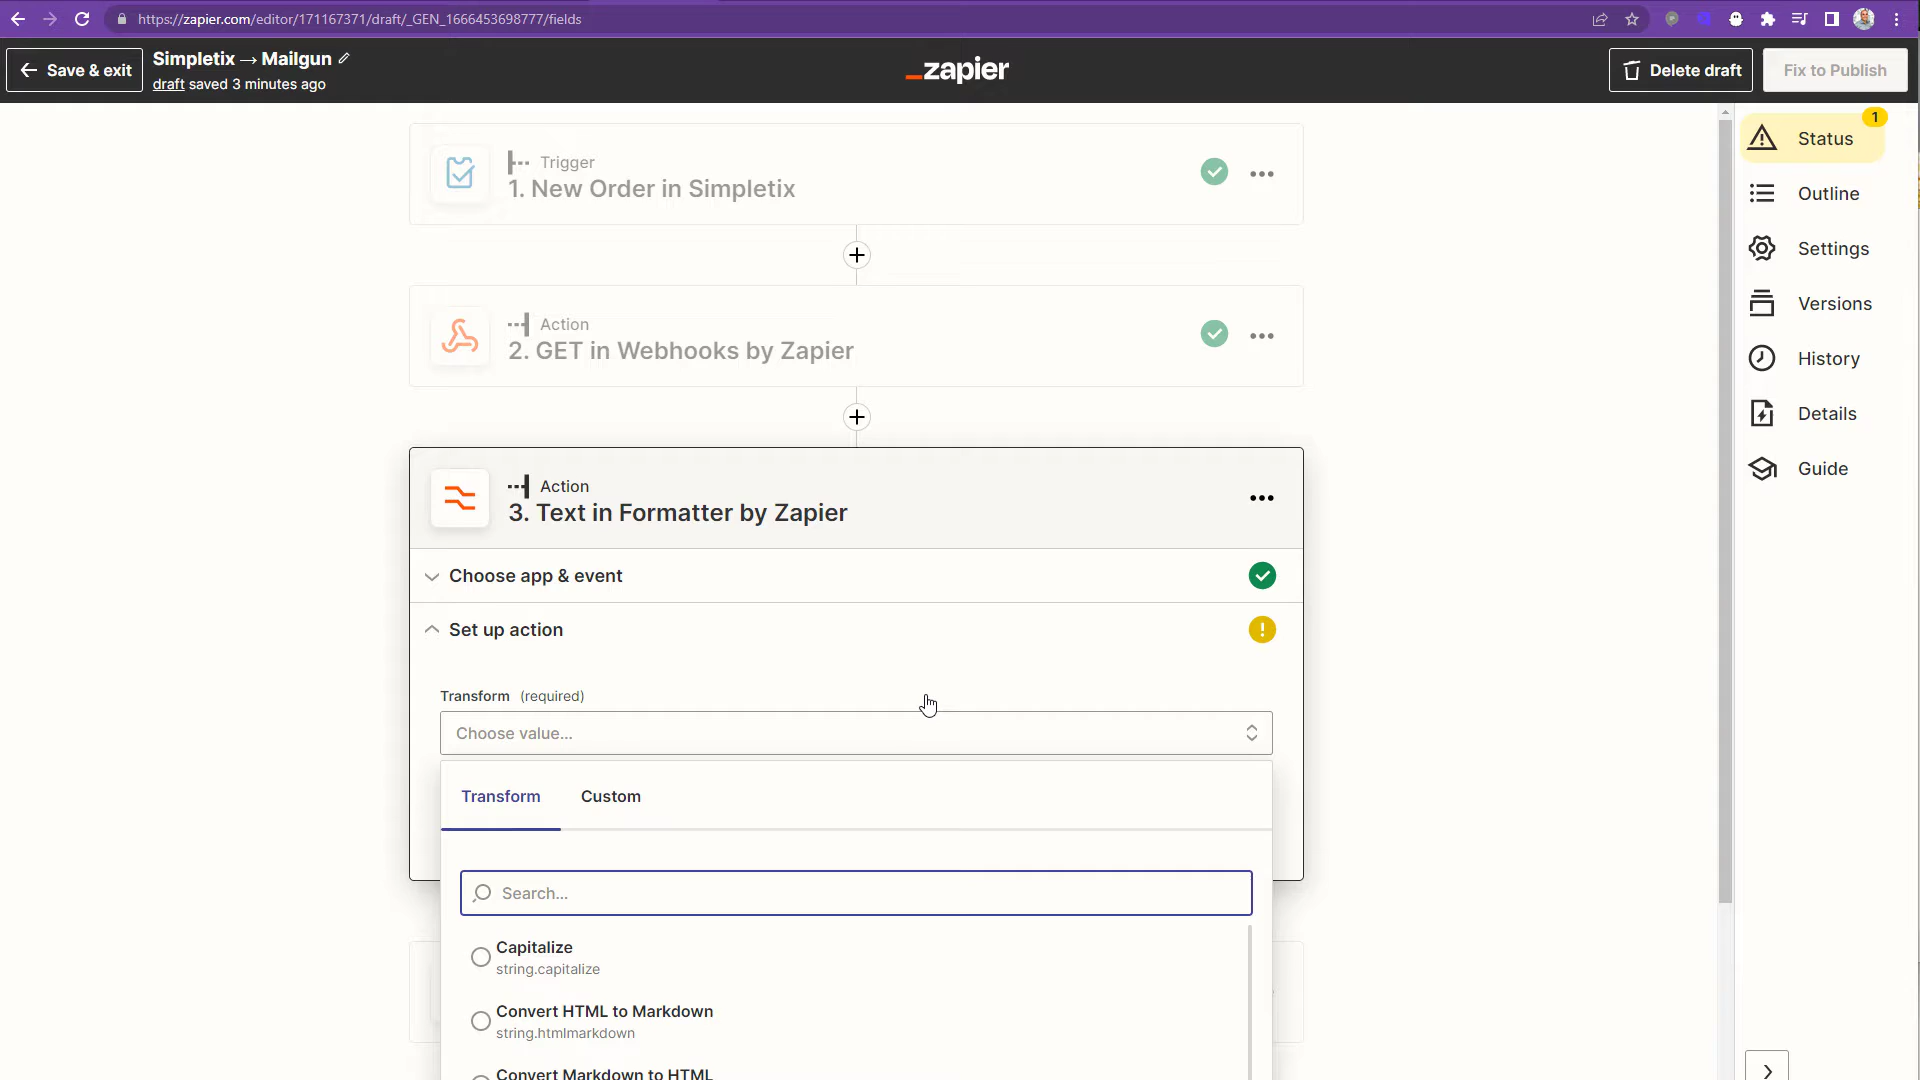 https://zapier.com/editor/171167371/draft/_GEN_1666453698777/fields
Save & exit
Simpletix → Mailgun
draft saved 3 minutes ago
_zapier
Delete draft
Fix to Publish
Trigger
1. New Order in Simpletix
Action
2. GET in Webhooks by Zapier
Action
3. Text in Formatter by Zapier
Choose app & event
Set up action
!
Transform (required)
Choose value...
Transform
Custom
Search...
Capitalize
string.capitalize
Convert HTML to Markdown
string.htmlmarkdown
Convert Markdown to HTML
1
Status
Outline
Settings
Versions
History
Details
Guide